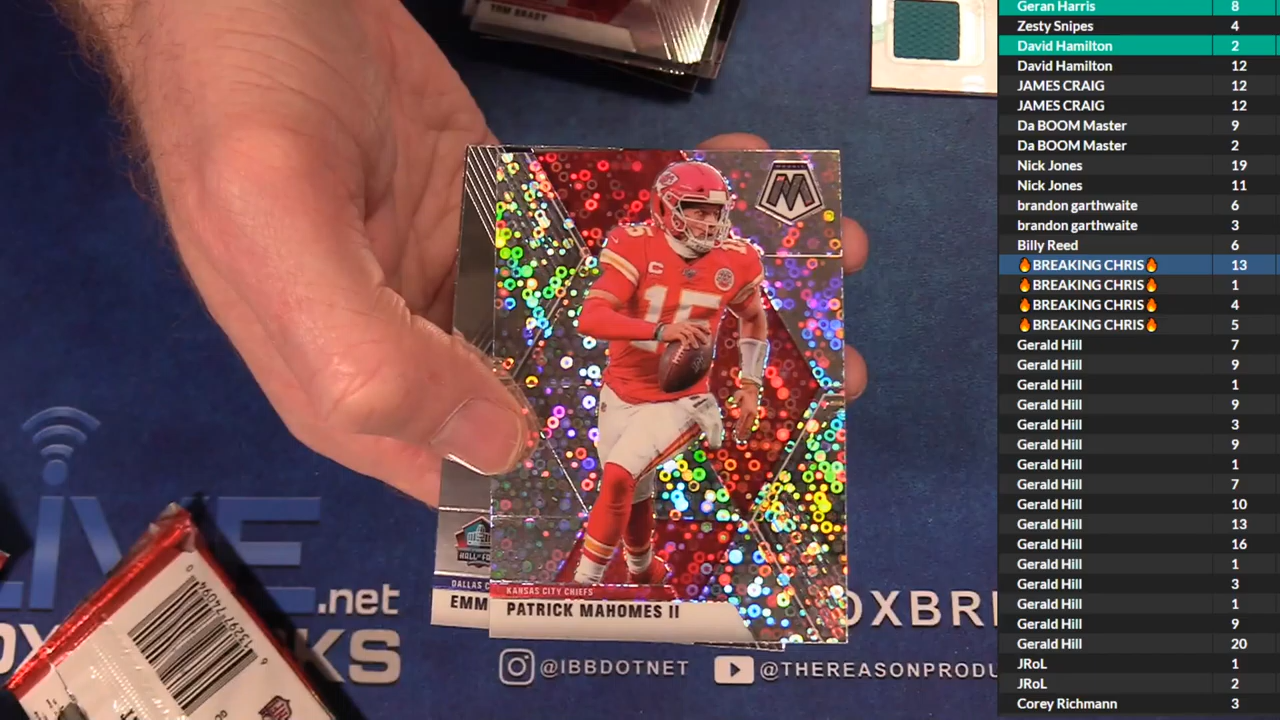 TOM BRADY
Geran Harris 8
Zesty Snipes 4
David Hamilton 2
David Hamilton 12
JAMES CRAIG 12
JAMES CRAIG 12
Da BOOM Master 9
Da BOOM Master 2
Nick Jones 19
Nick Jones 11
brandon garthwaite 6
brandon garthwaite 3
Billy Reed 6
🔥BREAKING CHRIS🔥 13
🔥BREAKING CHRIS🔥 1
🔥BREAKING CHRIS🔥 4
🔥BREAKING CHRIS🔥 5
Gerald Hill 7
Gerald Hill 9
Gerald Hill 1
Gerald Hill 9
Gerald Hill 3
Gerald Hill 9
Gerald Hill 1
Gerald Hill 7
Gerald Hill 10
Gerald Hill 13
Gerald Hill 16
Gerald Hill 1
Gerald Hill 3
Gerald Hill 1
Gerald Hill 9
Gerald Hill 20
JRoL 1
JRoL 2
Corey Richmann 3
M
15
15
KANSAS CITY CHIEFS
PATRICK MAHOMES II
HALL OF
DALLAS C
EMM
LIVE
.net
OXBR
KS
@IBBDOTNET
@THEREASONPRODU